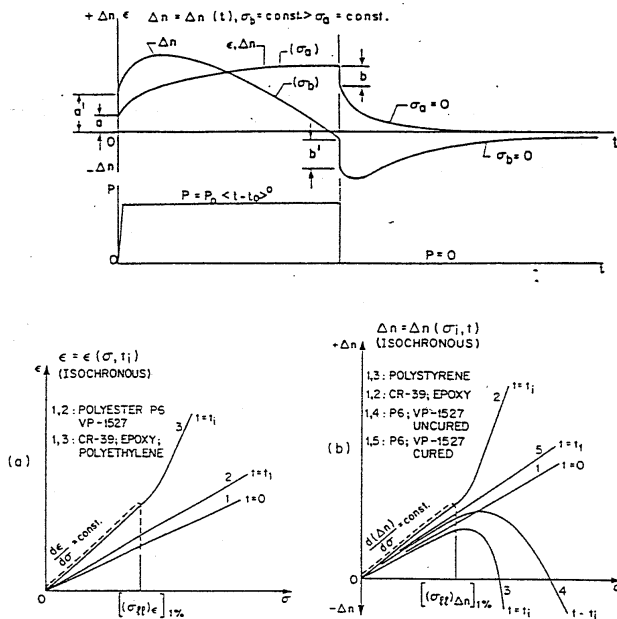 +Δn, ϵ Δn = Δn (t), σb = const. > σa = const.
Δn
ϵ, Δn
(σa)
(σb)
a'
a
b
b'
σa = 0
σb = 0
O
t
-Δn
P
P = P₀ <t-t₀>⁰
P = 0
O
t
ϵ = ϵ (σ, ti)
(ISOCHRONOUS)
ϵ
1,2 : POLYESTER P6
VP-1527
1,3 : CR-39; EPOXY;
POLYETHYLENE
3
t = ti
2
t = t₁
1
t = 0
(a)
dϵ/dσ = const.
O
σ
[(σℓℓ)ϵ]1%
Δn = Δn (σi, t)
(ISOCHRONOUS)
+Δn
1,3 : POLYSTYRENE
1,2 : CR-39; EPOXY
1,4 : P6; VP-1527
UNCURED
1,5 : P6; VP-1527
CURED
2
t = ti
5
t = t₁
1
t = 0
(b)
d(Δn)/dσ = const.
O
σ
[(σℓℓ)Δn]1%
3
t = ti
4
t - ti
-Δn